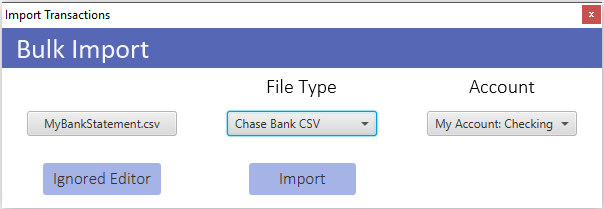 Import Transactions
x
Bulk Import
File Type
Account
MyBankStatement.csv
Chase Bank CSV
My Account: Checking
Ignored Editor
Import